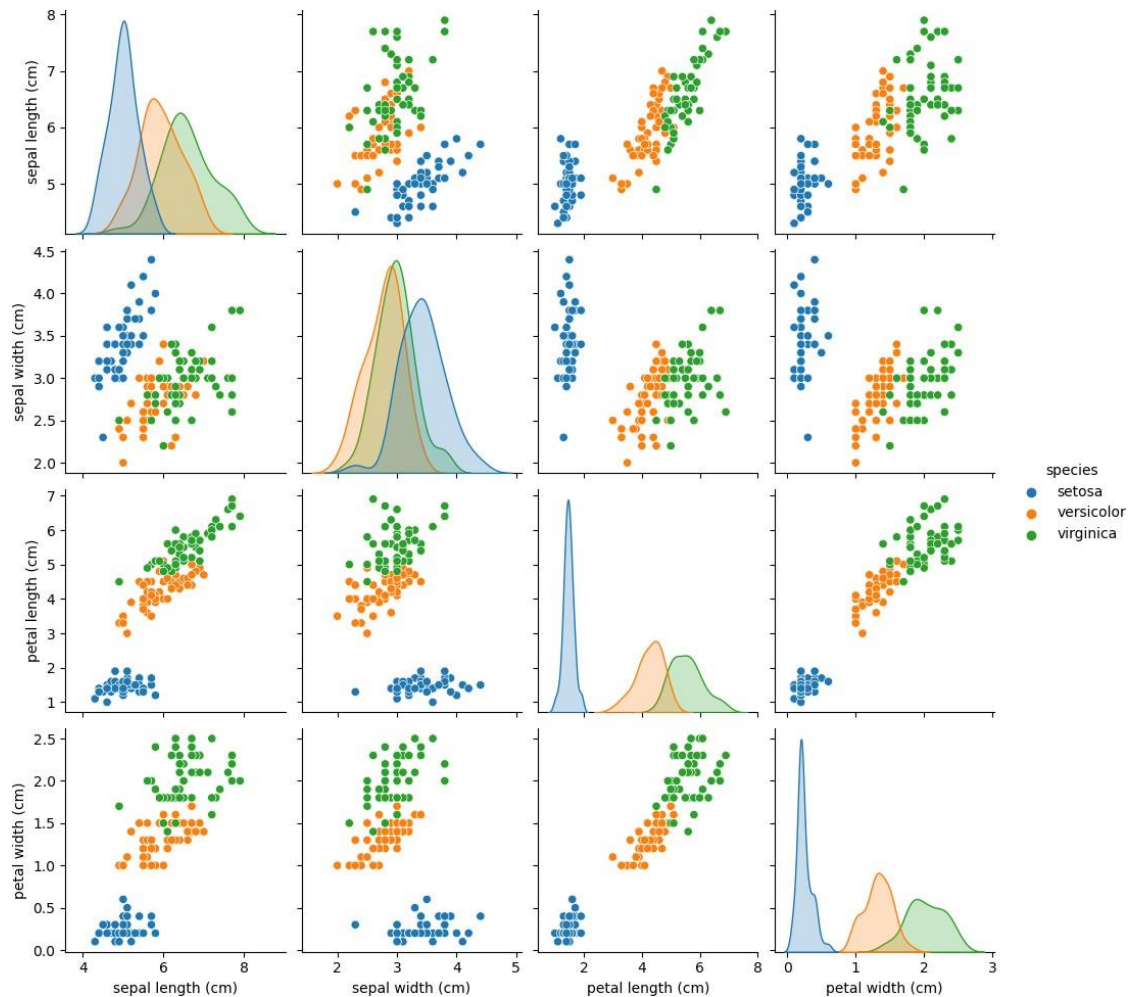 8
7
6
5
sepal length (cm)
4.5
4.0
3.5
3.0
2.5
2.0
sepal width (cm)
species
setosa
versicolor
virginica
7
6
5
4
3
2
1
petal length (cm)
2.5
2.0
1.5
1.0
0.5
0.0
petal width (cm)
4 6 8 2 3 4 5 0 2 4 6 8 0 1 2 3
sepal length (cm) sepal width (cm) petal length (cm) petal width (cm)